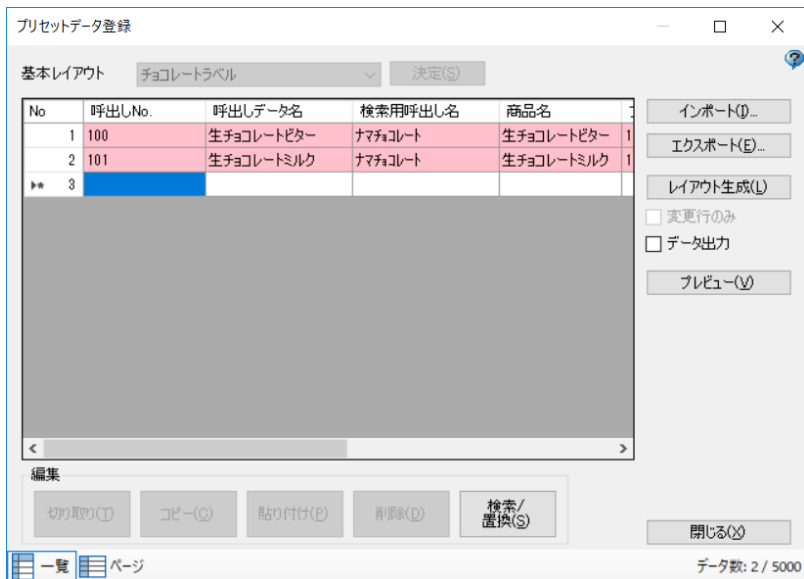 プリセットデータ登録
基本レイアウト チョコレートラベル 決定(S)
No 呼出しNo. 呼出しデータ名 検索用呼出し名 商品名
1 100 生チョコレートビター ﾅﾏﾁｮｺﾚｰﾄ 生チョコレートビター 1
2 101 生チョコレートミルク ﾅﾏﾁｮｺﾚｰﾄ 生チョコレートミルク 1
3
インポート(I)...
エクスポート(E)...
レイアウト生成(L)
変更行のみ
データ出力
プレビュー(V)
編集
切り取り(T) コピー(C) 貼り付け(P) 削除(D) 検索/
置換(S)
閉じる(X)
一覧 ページ データ数: 2 / 5000